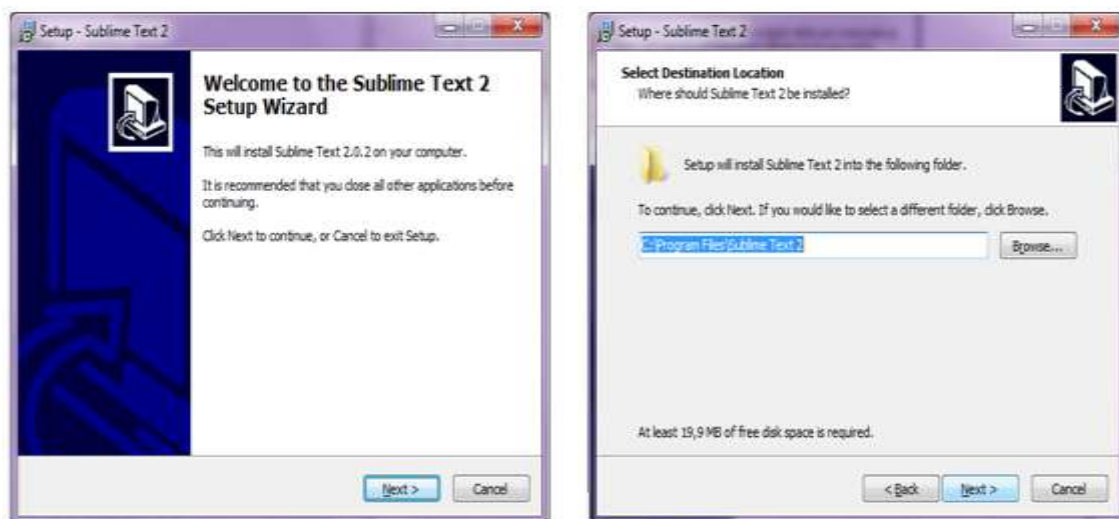 Setup - Sublime Text 2
Welcome to the Sublime Text 2
Setup Wizard
This will install Sublime Text 2.0.2 on your computer.
It is recommended that you close all other applications before
continuing.
Click Next to continue, or Cancel to exit Setup.
Next >
Cancel
Setup - Sublime Text 2
Select Destination Location
Where should Sublime Text 2 be installed?
Setup will install Sublime Text 2 into the following folder.
To continue, click Next. If you would like to select a different folder, click Browse.
C:\Program Files\Sublime Text 2
Browse...
At least 19,9 MB of free disk space is required.
< Back
Next >
Cancel